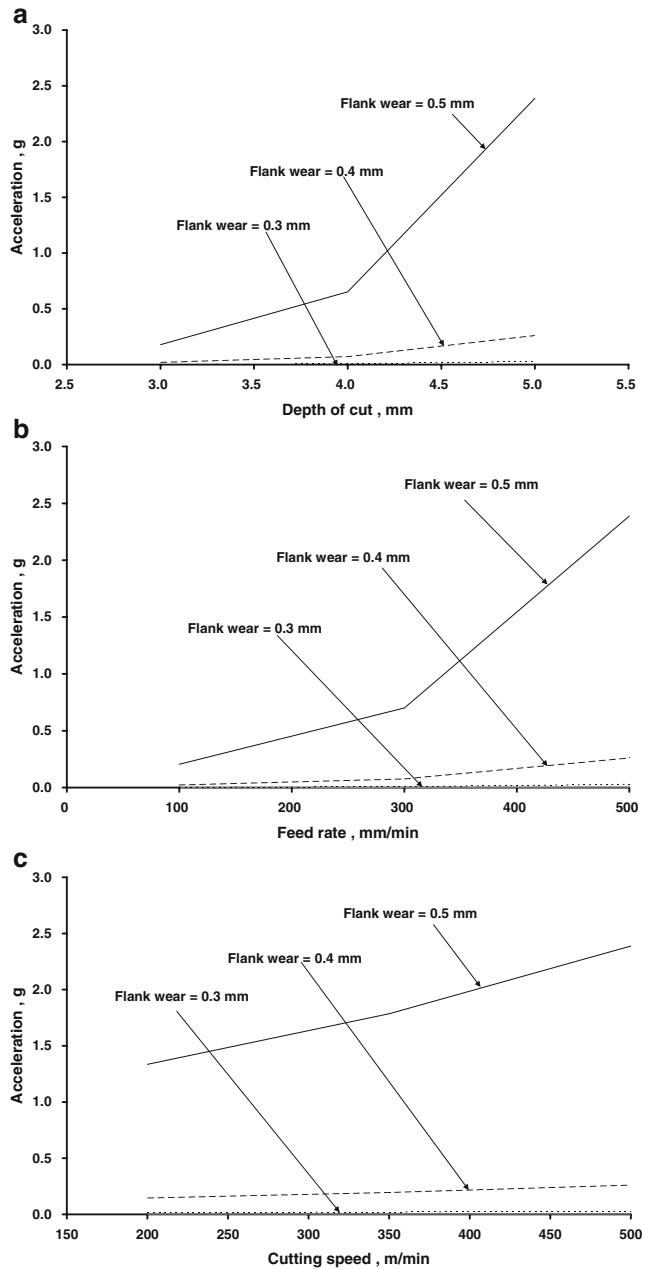 a
3.0
2.5
2.0
1.5
1.0
0.5
0.0
Acceleration , g
Flank wear = 0.5 mm
Flank wear = 0.4 mm
Flank wear = 0.3 mm
2.5 3.0 3.5 4.0 4.5 5.0 5.5
Depth of cut , mm
b
3.0
2.5
2.0
1.5
1.0
0.5
0.0
Acceleration , g
Flank wear = 0.5 mm
Flank wear = 0.4 mm
Flank wear = 0.3 mm
0 100 200 300 400 500
Feed rate , mm/min
c
3.0
2.5
2.0
1.5
1.0
0.5
0.0
Acceleration , g
Flank wear = 0.5 mm
Flank wear = 0.4 mm
Flank wear = 0.3 mm
150 200 250 300 350 400 450 500
Cutting speed , m/min